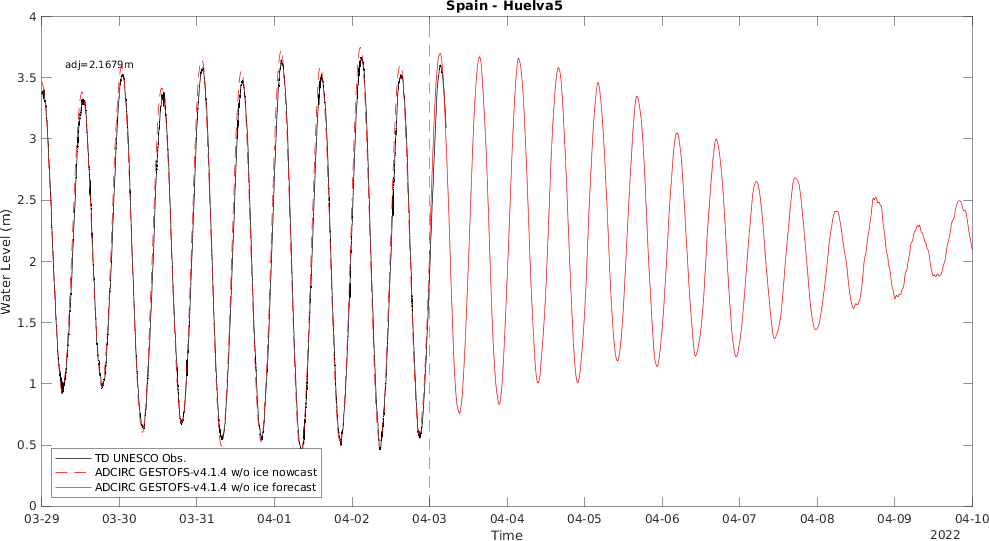 Spain - Huelva5
adj=2.1679m
4
3.5
3
2.5
2
1.5
1
0.5
0
Water Level (m)
TD UNESCO Obs.
ADCIRC GESTOFS-v4.1.4 w/o ice nowcast
ADCIRC GESTOFS-v4.1.4 w/o ice forecast
03-29 03-30 03-31 04-01 04-02 04-03 04-04 04-05 04-06 04-07 04-08 04-09 04-10
Time
2022